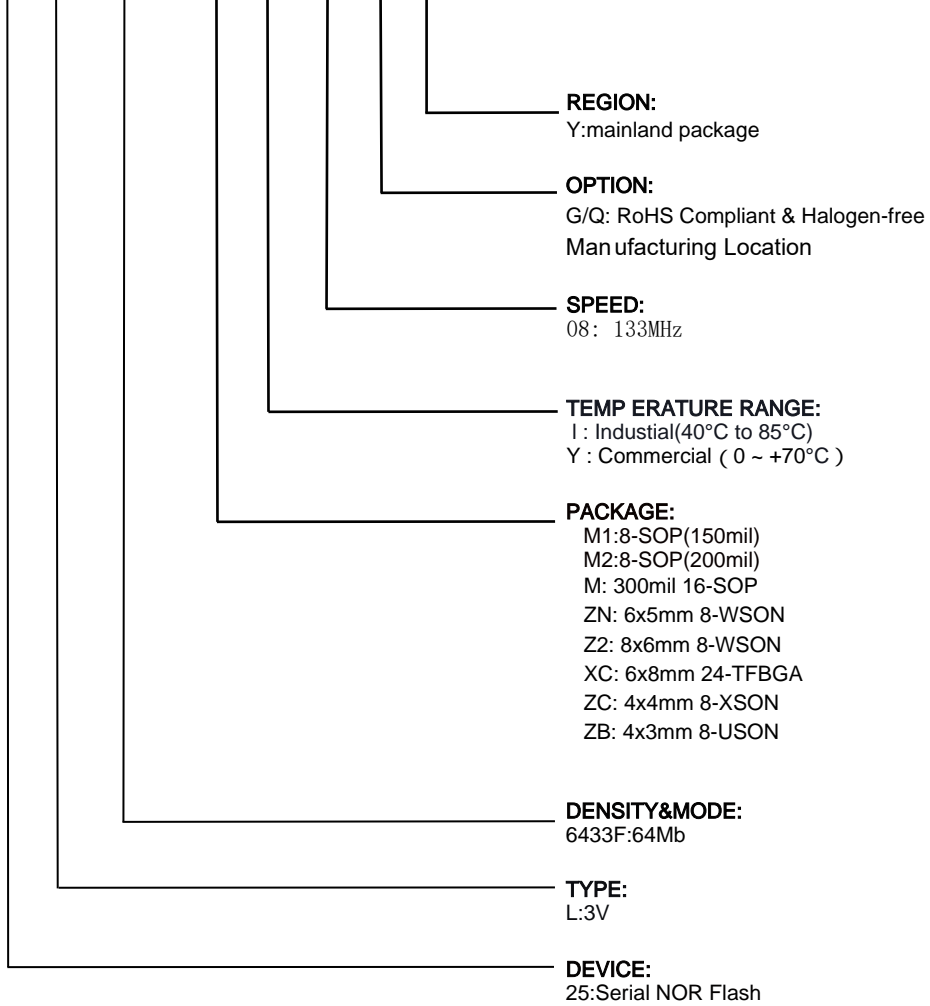 REGION:
Y:mainland package
OPTION:
G/Q: RoHS Compliant & Halogen-free
Man ufacturing Location
SPEED:
08: 133MHz
TEMP ERATURE RANGE:
I : Industial(40°C to 85°C)
Y : Commercial ( 0 ~ +70°C )
PACKAGE:
M1:8-SOP(150mil)
M2:8-SOP(200mil)
M: 300mil 16-SOP
ZN: 6x5mm 8-WSON
Z2: 8x6mm 8-WSON
XC: 6x8mm 24-TFBGA
ZC: 4x4mm 8-XSON
ZB: 4x3mm 8-USON
DENSITY&MODE:
6433F:64Mb
TYPE:
L:3V
DEVICE:
25:Serial NOR Flash